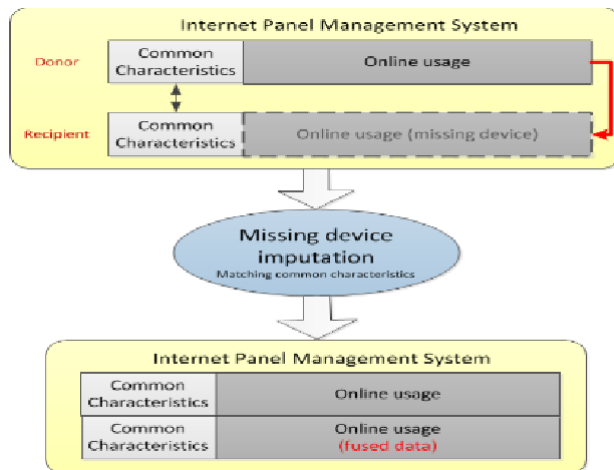 Internet Panel Management System
Donor
Common
Characteristics
Online usage
Recipient
Common
Characteristics
Online usage (missing device)
Missing device
imputation
Matching common characteristics
Internet Panel Management System
Common
Characteristics
Online usage
Common
Characteristics
Online usage
(fused data)